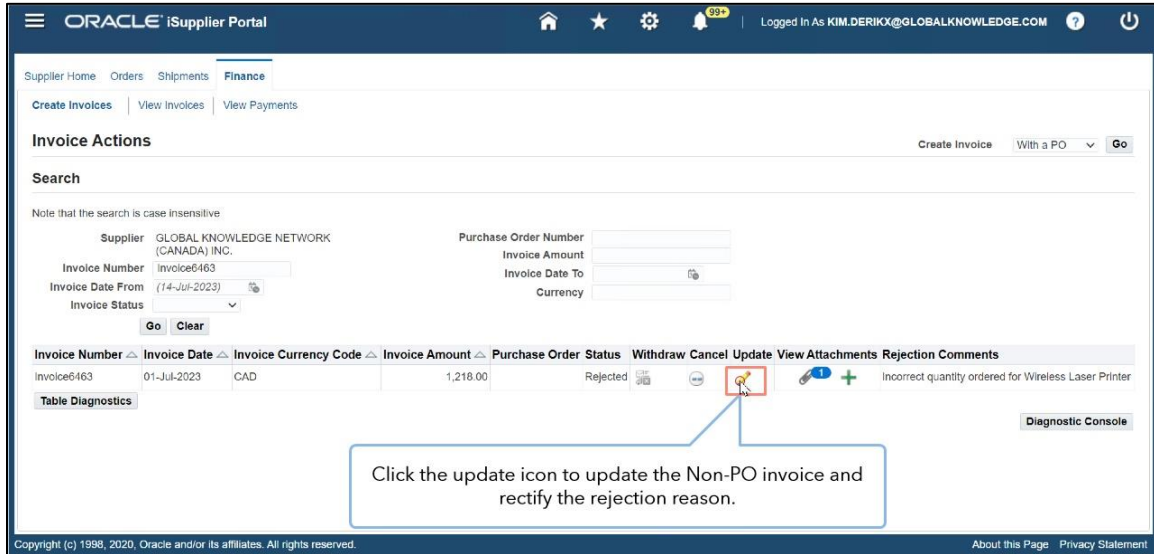 ORACLE iSupplier Portal
99+
Logged In As KIM.DERIKX@GLOBALKNOWLEDGE.COM
?
Supplier Home Orders Shipments Finance
Create Invoices View Invoices View Payments
Invoice Actions
Create Invoice With a PO Go
Search
Note that the search is case insensitive
Supplier GLOBAL KNOWLEDGE NETWORK (CANADA) INC.
Invoice Number Invoice6463
Invoice Date From (14-Jul-2023)
Invoice Status
Purchase Order Number
Invoice Amount
Invoice Date To
Currency
Go Clear
Invoice Number Invoice Date Invoice Currency Code Invoice Amount Purchase Order Status Withdraw Cancel Update View Attachments Rejection Comments
Invoice6463 01-Jul-2023 CAD 1,218.00 Rejected 1 Incorrect quantity ordered for Wireless Laser Printer
Table Diagnostics
Diagnostic Console
Click the update icon to update the Non-PO invoice and
rectify the rejection reason.
Copyright (c) 1998, 2020, Oracle and/or its affiliates. All rights reserved.
About this Page Privacy Statement